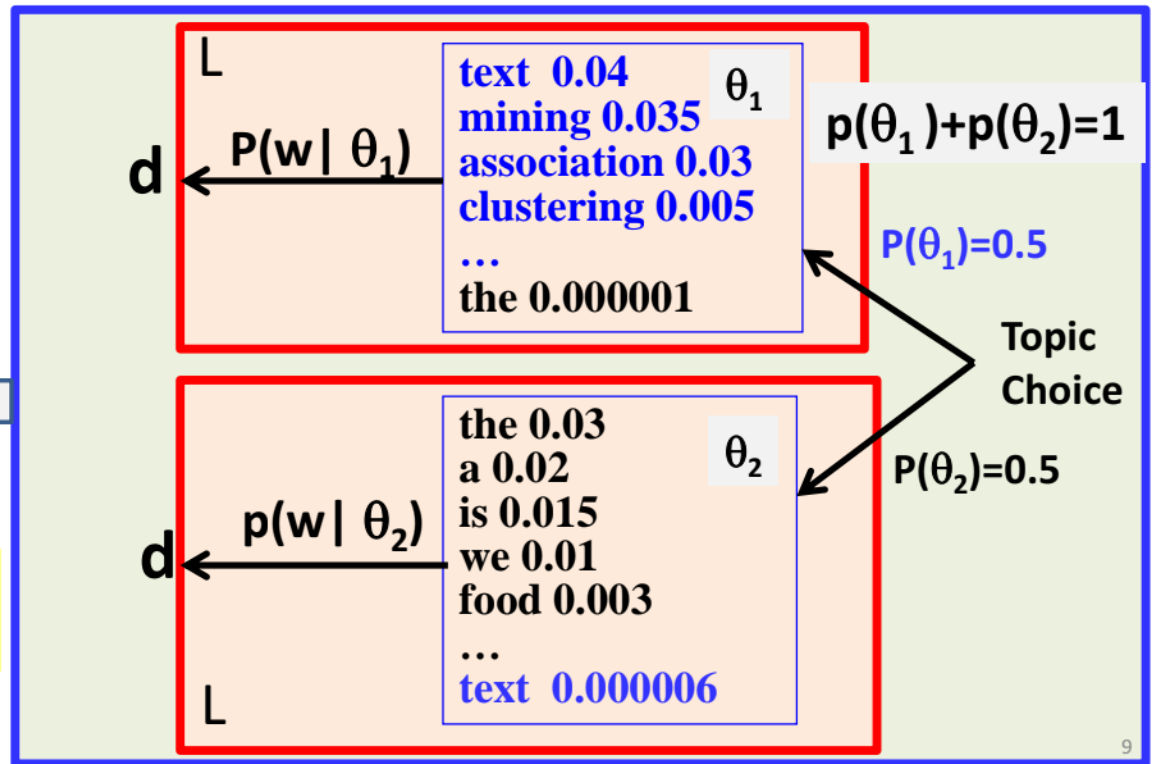 L
text 0.04
mining 0.035
association 0.03
clustering 0.005
…
the 0.000001
θ₁
p(θ₁)+p(θ₂)=1
d
P(w| θ₁)
P(θ₁)=0.5
Topic
Choice
P(θ₂)=0.5
the 0.03
a 0.02
is 0.015
we 0.01
food 0.003
…
text 0.000006
θ₂
p(w| θ₂)
d
L
9